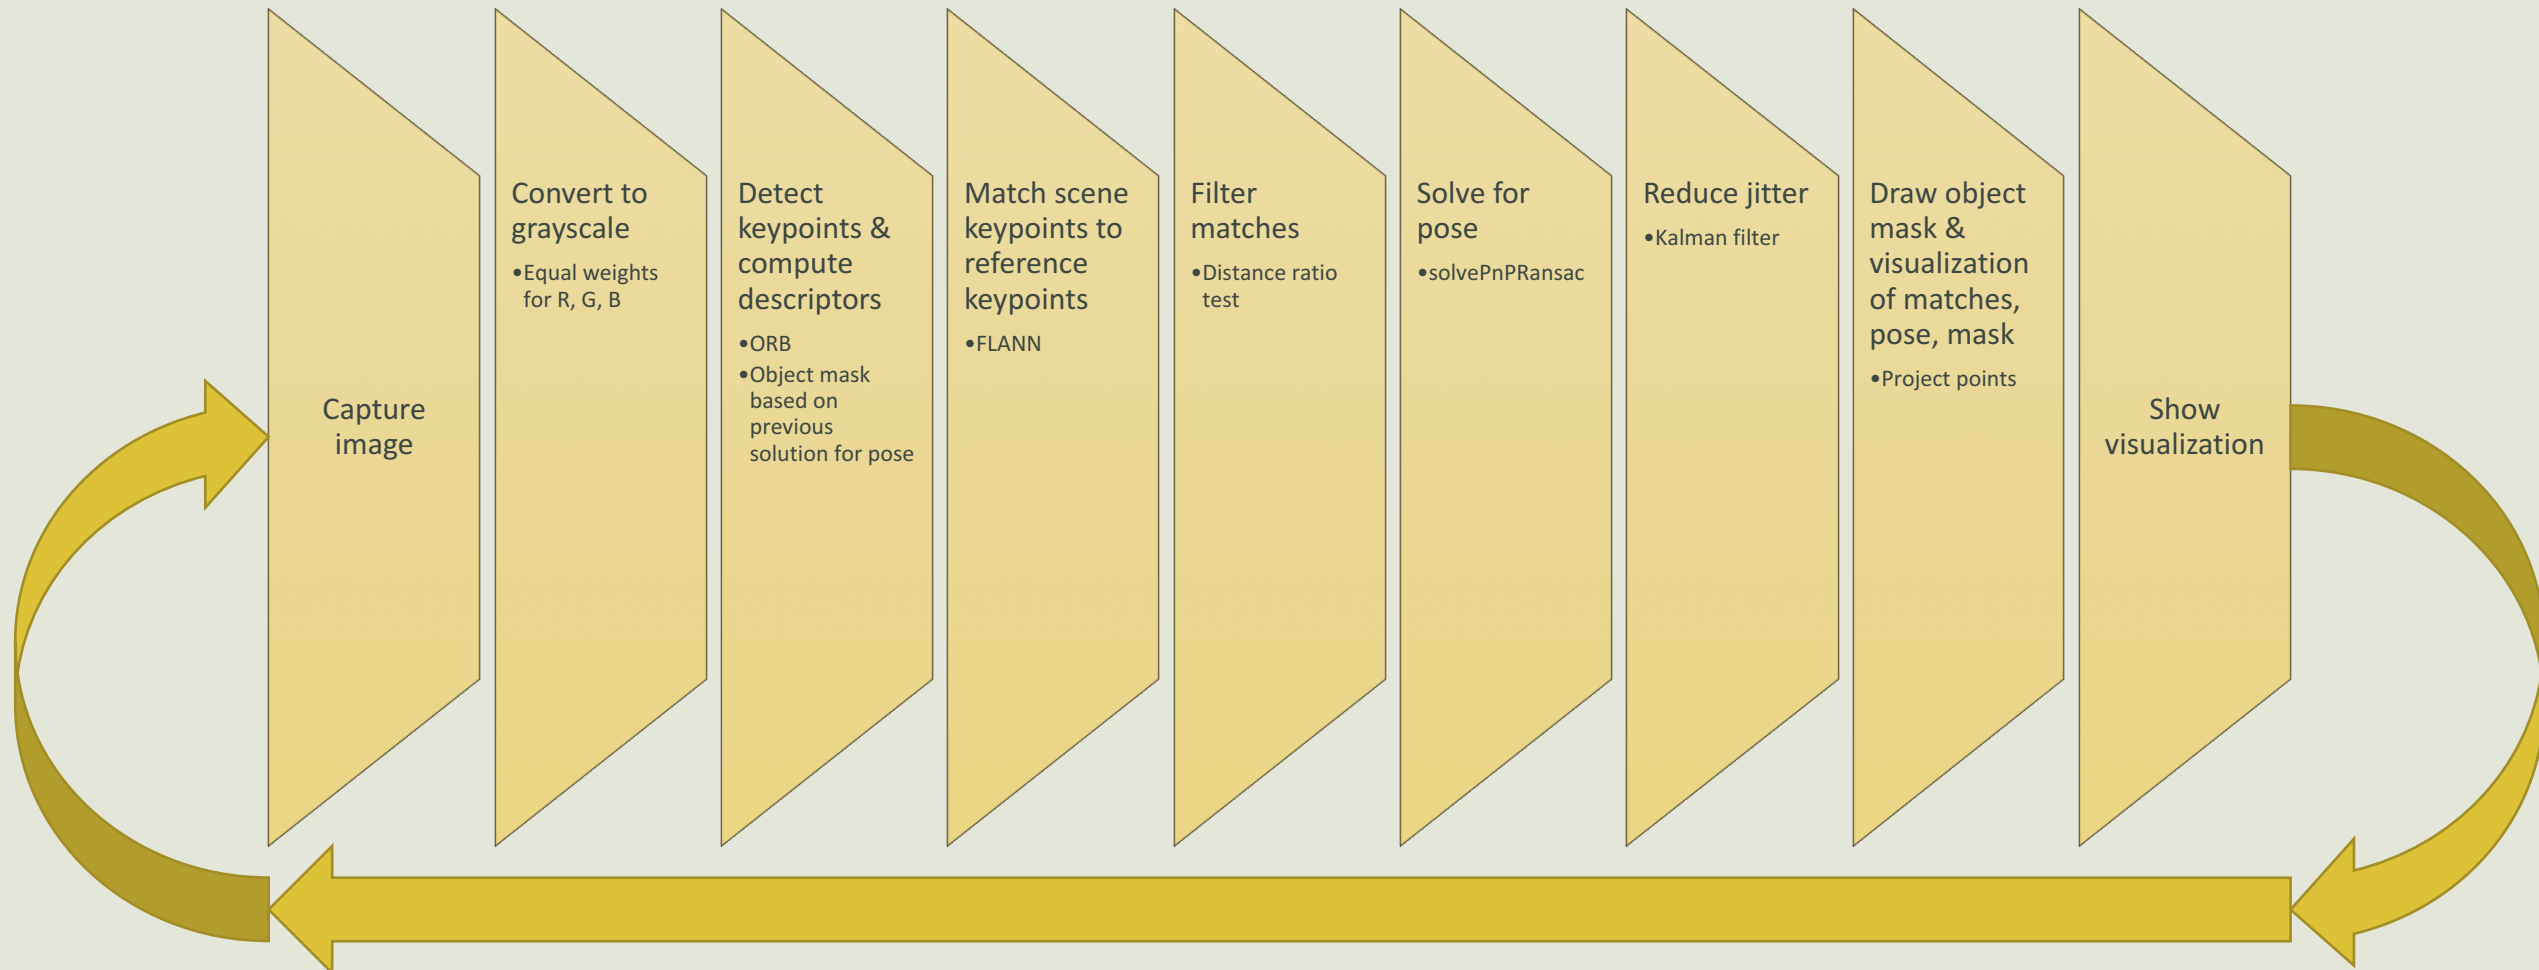 Capture
image
Convert to
grayscale
•Equal weights
for R, G, B
Detect
keypoints &
compute
descriptors
•ORB
•Object mask
based on
previous
solution for pose
Match scene
keypoints to
reference
keypoints
•FLANN
Filter
matches
•Distance ratio
test
Solve for
pose
•solvePnPRansac
Reduce jitter
•Kalman filter
Draw object
mask &
visualization
of matches,
pose, mask
•Project points
Show
visualization